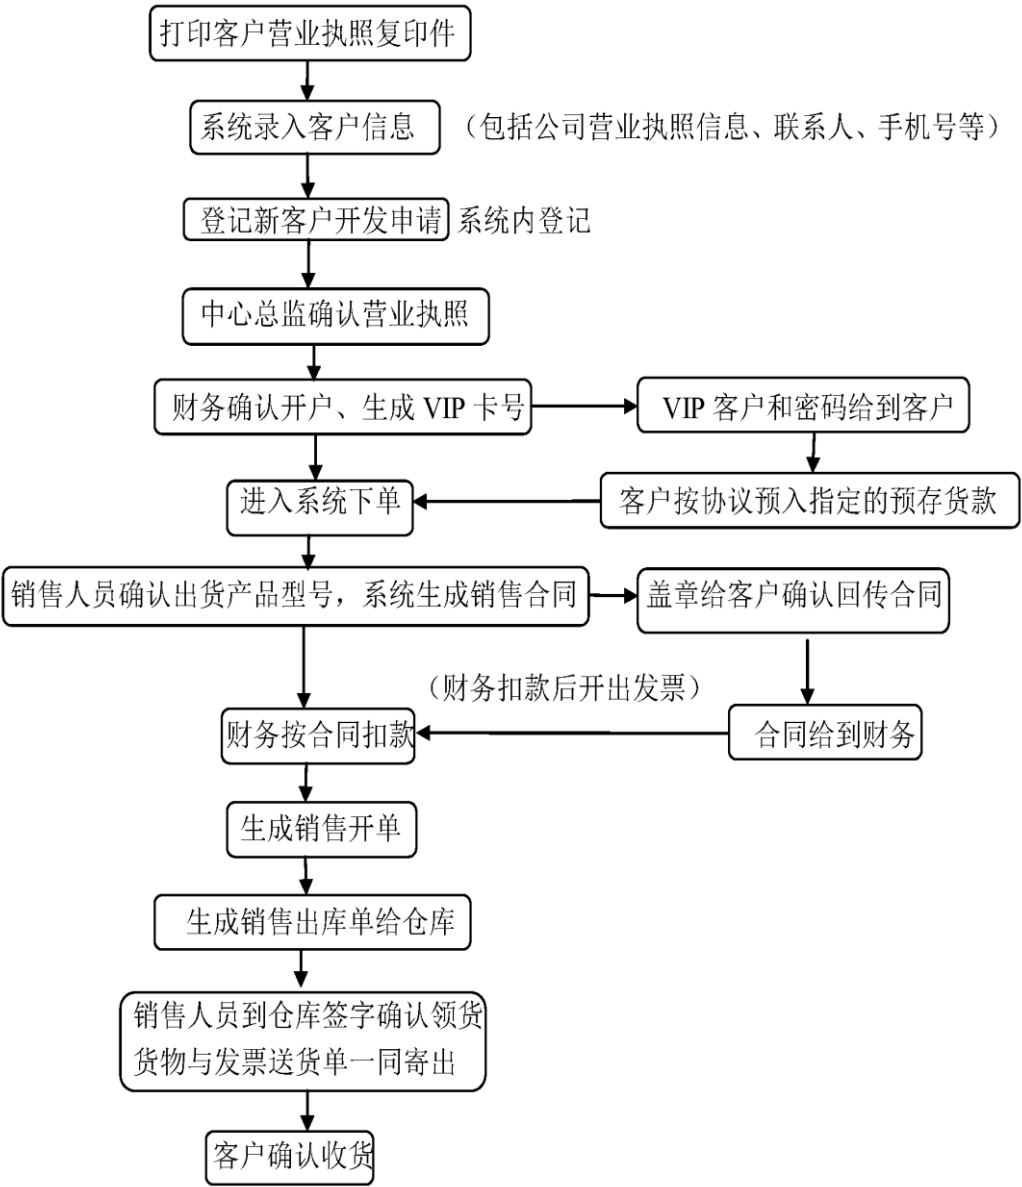 打印客户营业执照复印件
系统录入客户信息 （包括公司营业执照信息、联系人、手机号等）
登记新客户开发申请 系统内登记
中心总监确认营业执照
财务确认开户、生成 VIP 卡号
VIP 客户和密码给到客户
进入系统下单
客户按协议预入指定的预存货款
销售人员确认出货产品型号，系统生成销售合同
盖章给客户确认回传合同
（财务扣款后开出发票）
财务按合同扣款
合同给到财务
生成销售开单
生成销售出库单给仓库
销售人员到仓库签字确认领货
货物与发票送货单一同寄出
客户确认收货